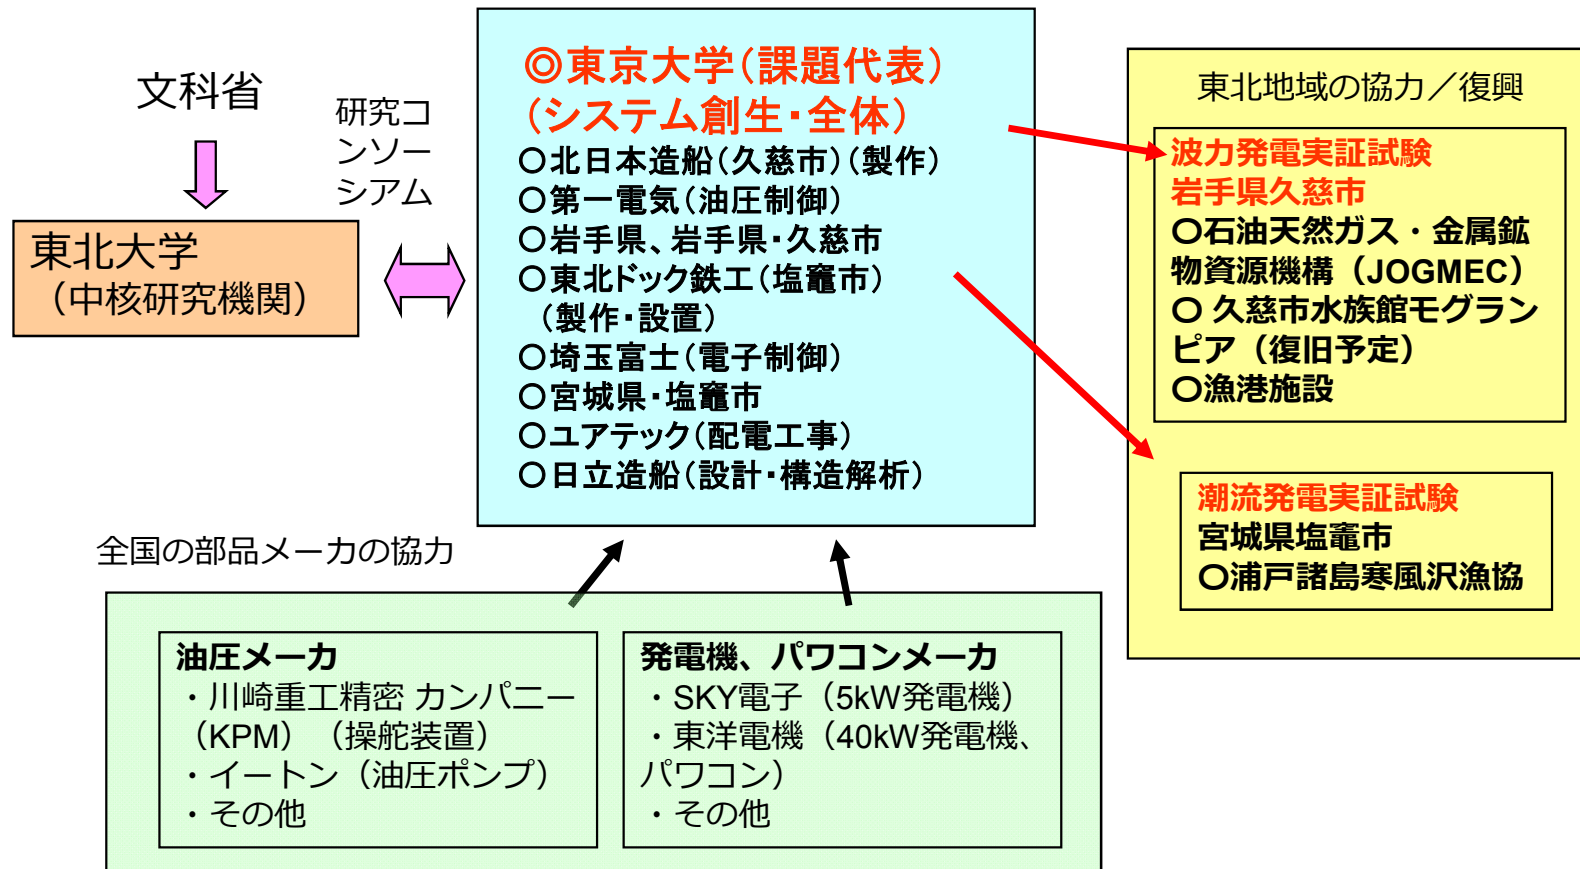 文科省
研究コ
ンソー
シアム
東北大学
（中核研究機関）
◎東京大学（課題代表）
（システム創生・全体）
○北日本造船（久慈市）（製作）
○第一電気（油圧制御）
○岩手県、岩手県・久慈市
○東北ドック鉄工（塩竈市）
（製作・設置）
○埼玉富士（電子制御）
○宮城県・塩竈市
○ユアテック（配電工事）
○日立造船（設計・構造解析）
東北地域の協力／復興
波力発電実証試験
岩手県久慈市
〇石油天然ガス・金属鉱
物資源機構（JOGMEC）
〇 久慈市水族館モグラン
ピア（復旧予定）
〇漁港施設
潮流発電実証試験
宮城県塩竈市
〇浦戸諸島寒風沢漁協
全国の部品メーカの協力
油圧メーカ
・川崎重工精密 カンパニー
（KPM）（操舵装置）
・イートン（油圧ポンプ）
・その他
発電機、パワコンメーカ
・SKY電子（5kW発電機）
・東洋電機（40kW発電機、
パワコン）
・その他